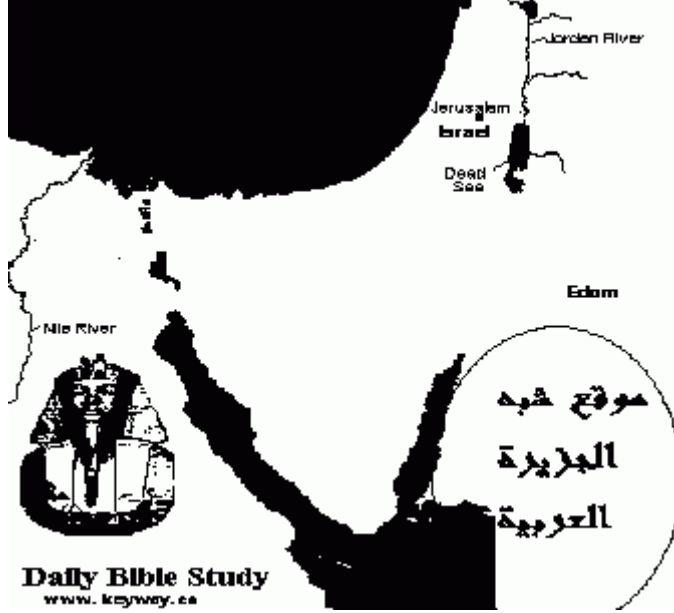 Jordan River
Jerusalem
Israel
Dead
Sea
Edom
Nile River
موقع شبه
الجزيرة
العربية
Daily Bible Study
www.keyway.ca